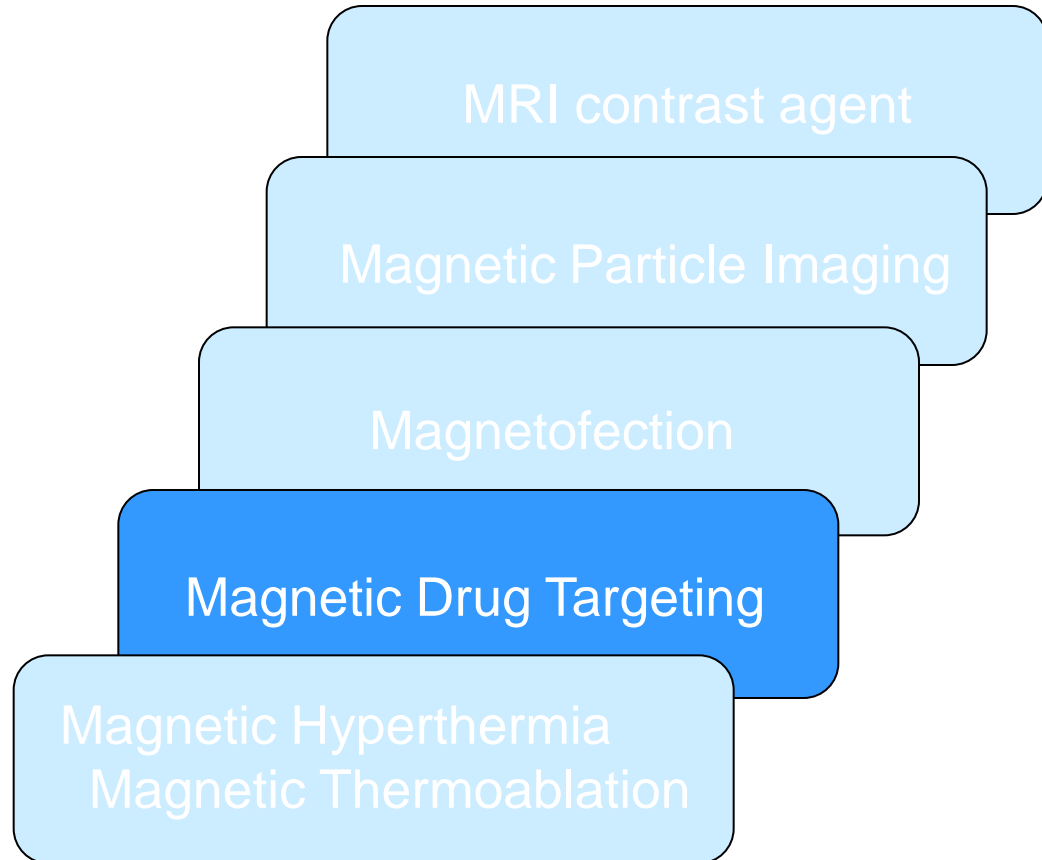 MRI contrast agent
Magnetic Particle Imaging
Magnetofection
Magnetic Drug Targeting
Magnetic Hyperthermia
Magnetic Thermoablation